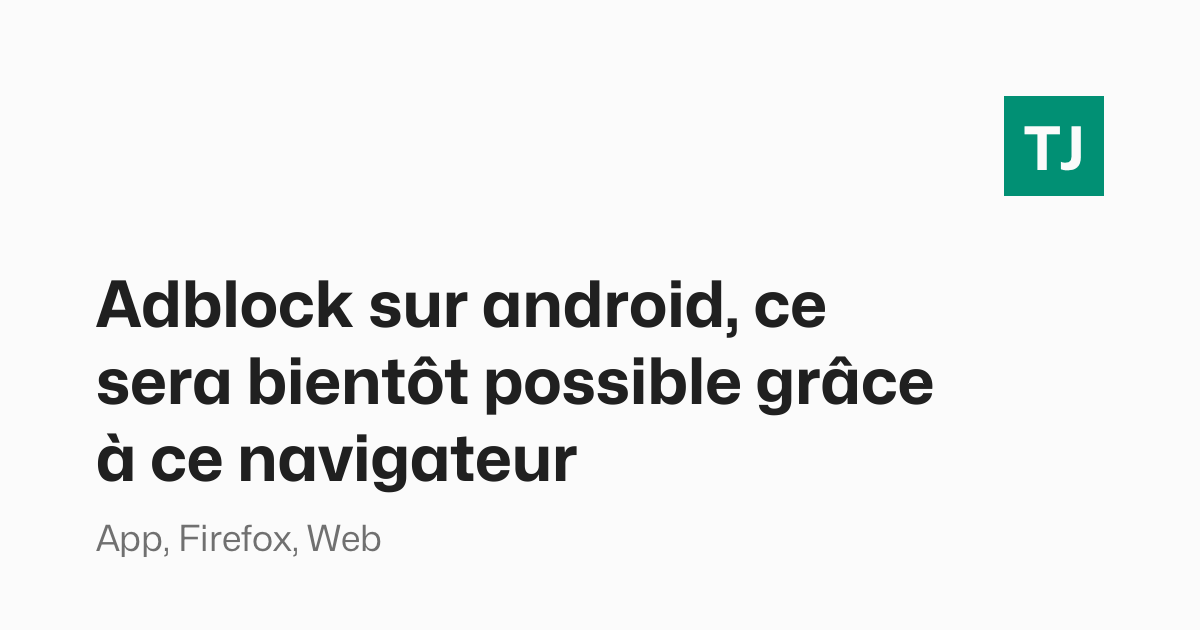 TJ
Adblock sur android, ce
sera bientôt possible grâce
à ce navigateur
App, Firefox, Web